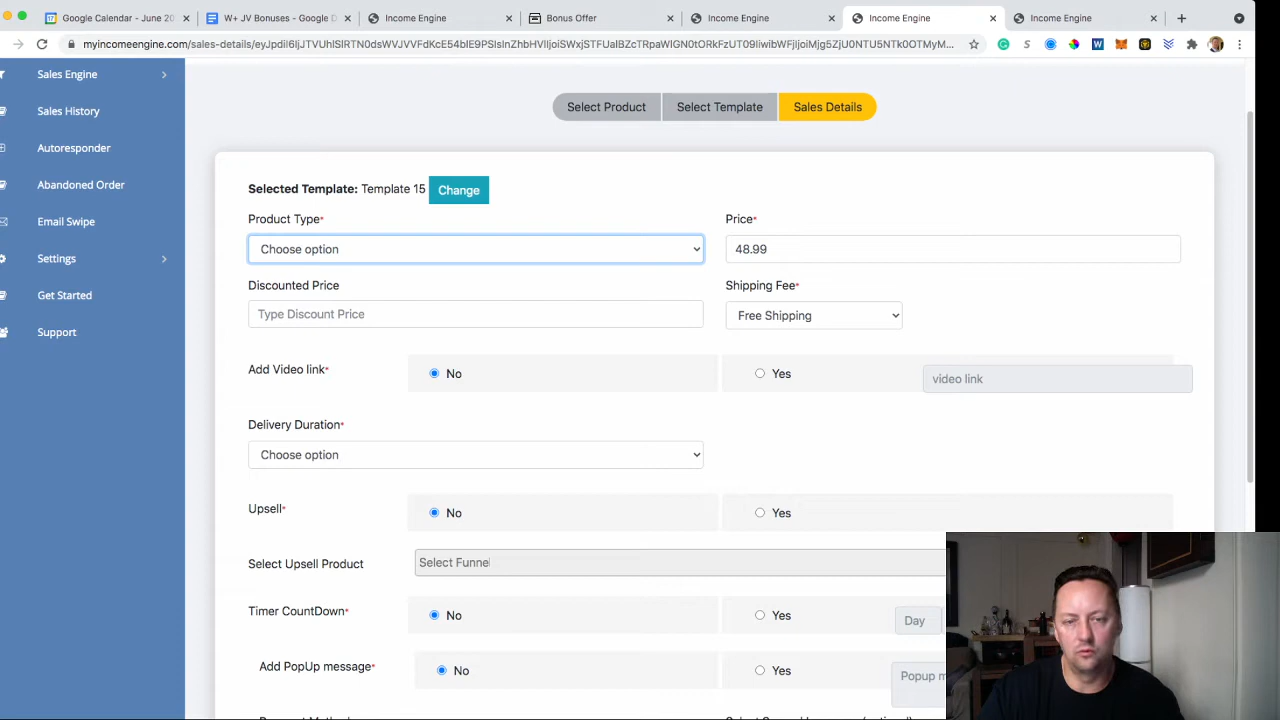 Google Calendar - June 20
W+ JV Bonuses - Google D
Income Engine
Bonus Offer
Income Engine
Income Engine
Income Engine
myincomeengine.com/sales-details/
Sales Engine
Sales History
Autoresponder
Abandoned Order
Email Swipe
Settings
Get Started
Support
Select Product
Select Template
Sales Details
Selected Template: Template 15 Change
Product Type*
Price*
Choose option
48.99
Discounted Price
Shipping Fee*
Type Discount Price
Free Shipping
Add Video link*
No
Yes
video link
Delivery Duration*
Choose option
Upsell*
No
Yes
Select Upsell Product
Select Funnel
Timer CountDown*
No
Yes
Day
Add PopUp message*
No
Yes
Popup m